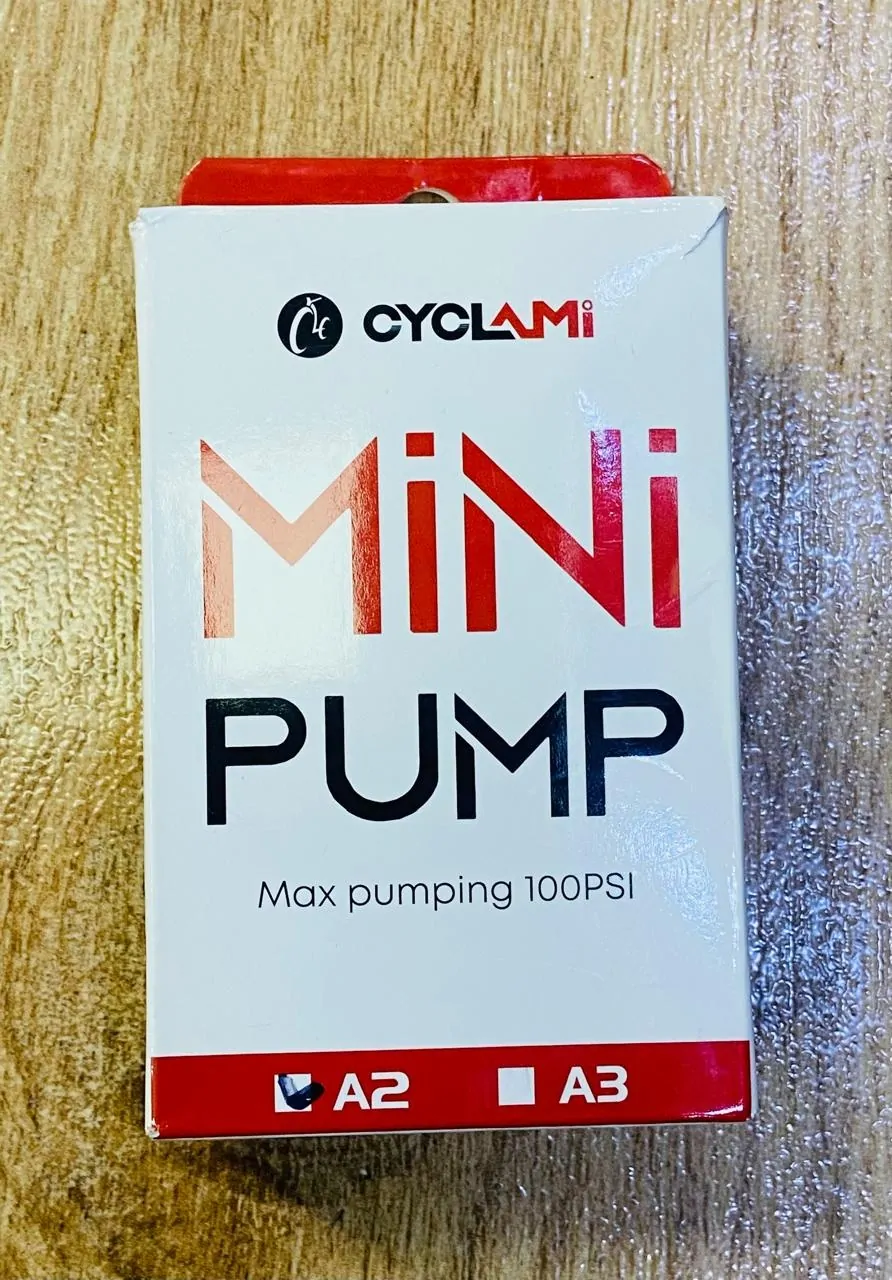 CYCLAMi
MiNi
PUMP
Max pumping 100PSI
A2 A3